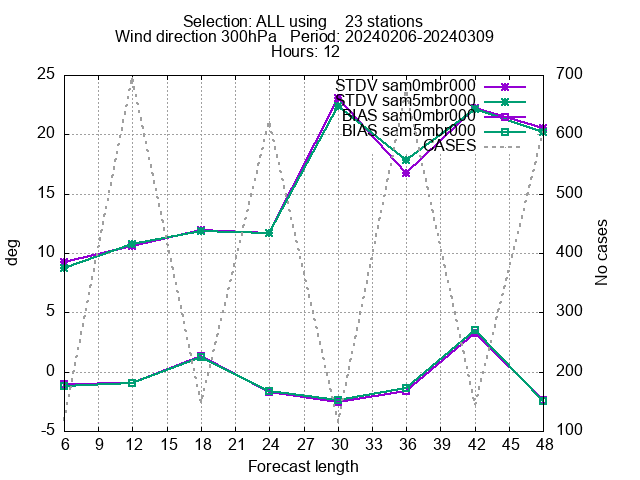 Selection: ALL using 23 stations
Wind direction 300hPa Period: 20240206-20240309
Hours: 12
STDV sam0mbr000
STDV sam5mbr000
BIAS sam0mbr000
BIAS sam5mbr000
CASES
25
20
15
10
5
0
-5
deg
700
600
500
400
300
200
100
No cases
6 9 12 15 18 21 24 27 30 33 36 39 42 45 48
Forecast length